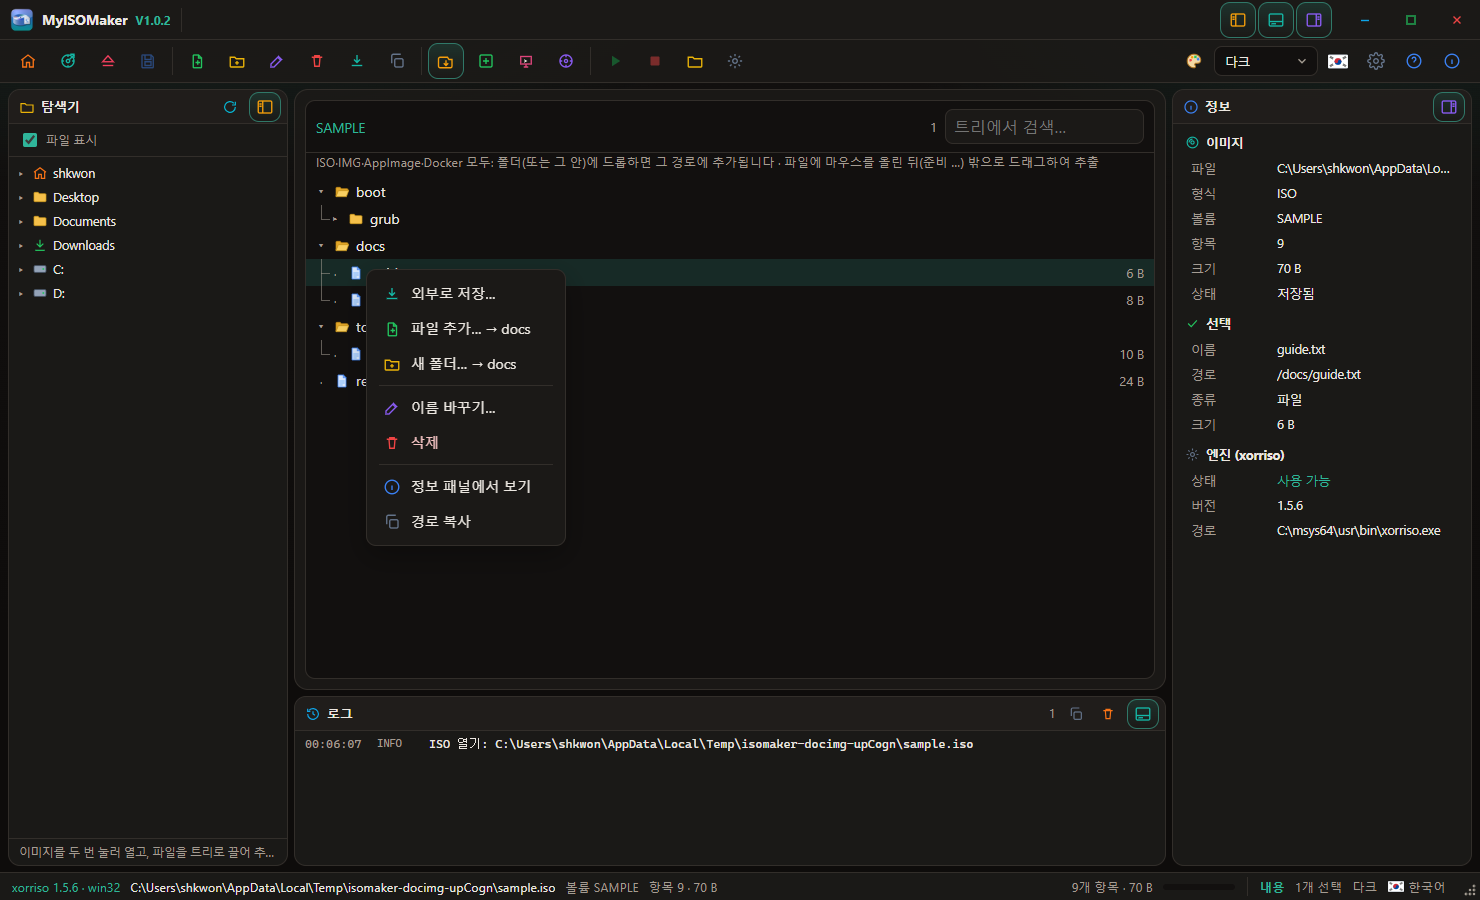 MyISOMaker V1.0.2
다크
탐색기
파일 표시
shkwon
Desktop
Documents
Downloads
C:
D:
이미지를 두 번 눌러 열고, 파일을 트리로 끌어 추...
SAMPLE
1
트리에서 검색...
ISO·IMG·AppImage·Docker 모두: 폴더(또는 그 안)에 드롭하면 그 경로에 추가됩니다 · 파일에 마우스를 올린 뒤(준비 ...) 밖으로 드래그하여 추출
boot
grub
docs
6 B
8 B
10 B
re
24 B
외부로 저장...
파일 추가... → docs
새 폴더... → docs
이름 바꾸기...
삭제
정보 패널에서 보기
경로 복사
로그
1
00:06:07 INFO ISO 열기: C:\Users\shkwon\AppData\Local\Temp\isomaker-docimg-upCogn\sample.iso
정보
이미지
파일 C:\Users\shkwon\AppData\Lo...
형식 ISO
볼륨 SAMPLE
항목 9
크기 70 B
상태 저장됨
선택
이름 guide.txt
경로 /docs/guide.txt
종류 파일
크기 6 B
엔진 (xorriso)
상태 사용 가능
버전 1.5.6
경로 C:\msys64\usr\bin\xorriso.exe
xorriso 1.5.6 · win32 C:\Users\shkwon\AppData\Local\Temp\isomaker-docimg-upCogn\sample.iso 볼륨 SAMPLE 항목 9 · 70 B
9개 항목 · 70 B
내용 1개 선택 다크 한국어